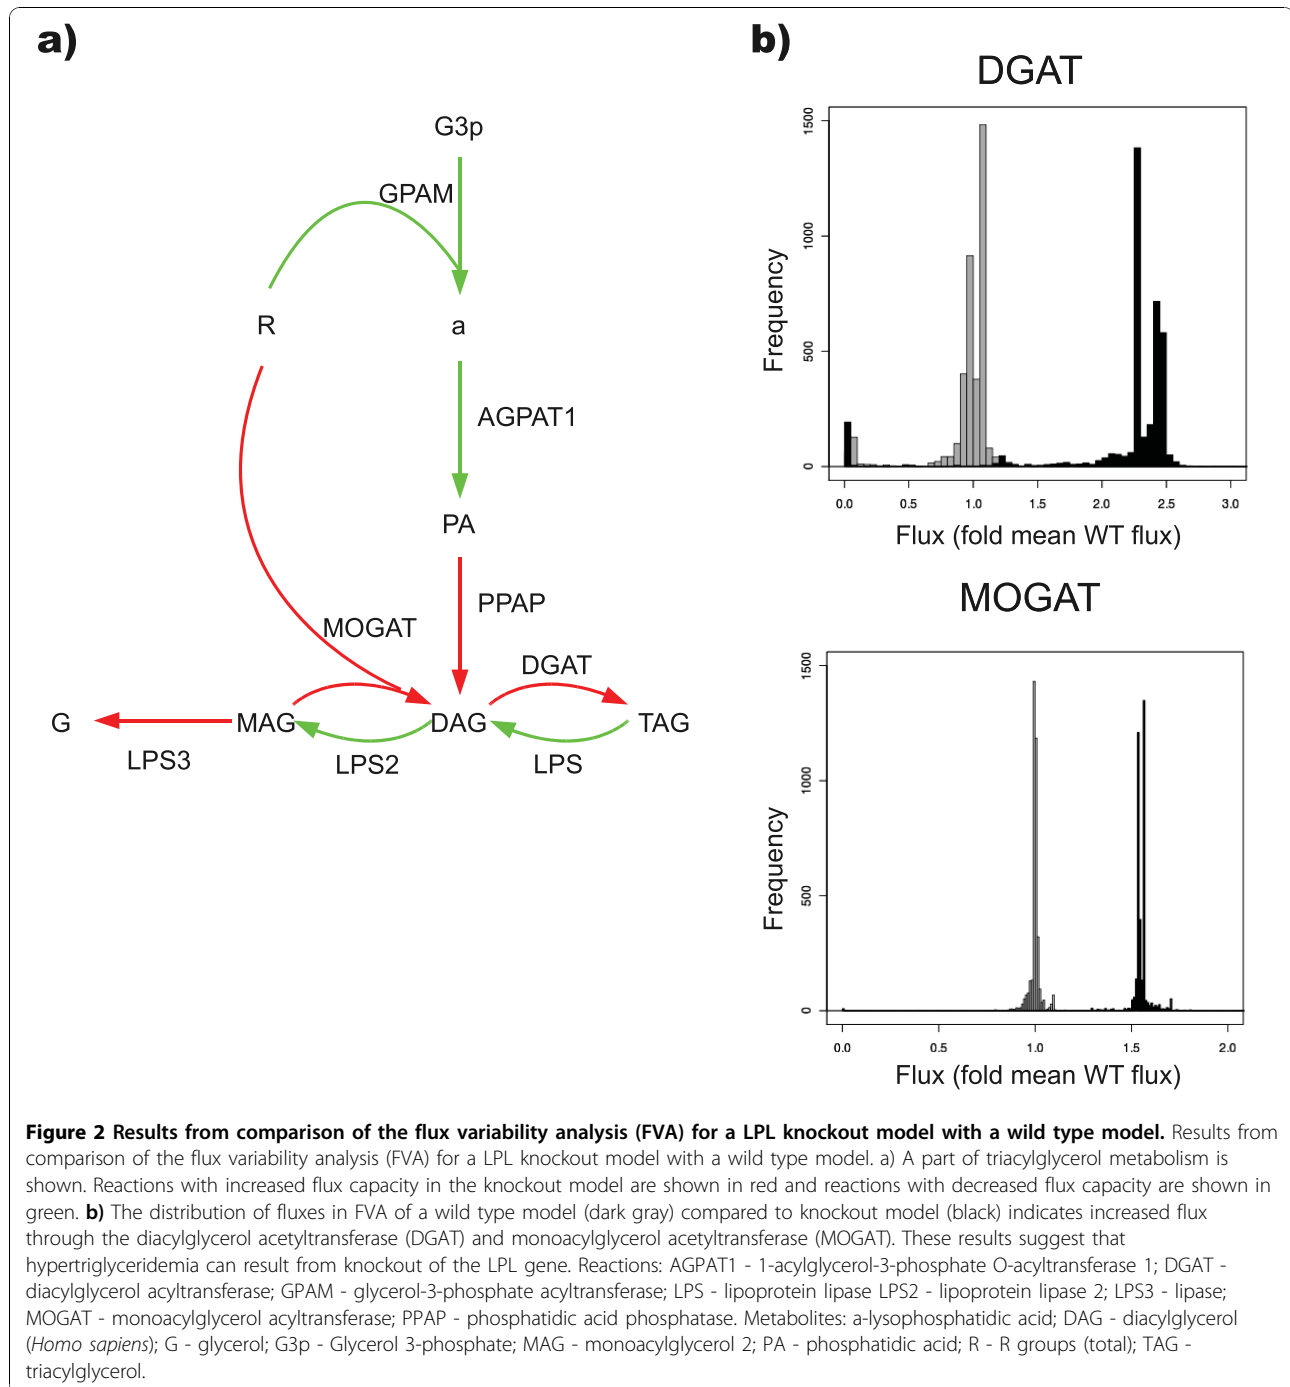 a)
G3p
GPAM
R
a
AGPAT1
PA
PPAP
MOGAT
DGAT
G
MAG
DAG
TAG
LPS3
LPS2
LPS
b)
DGAT
Frequency
0
500
1000
1500
0.0 0.5 1.0 1.5 2.0 2.5 3.0
Flux (fold mean WT flux)
MOGAT
Frequency
0
500
1000
1500
0.0 0.5 1.0 1.5 2.0
Flux (fold mean WT flux)
Figure 2 Results from comparison of the flux variability analysis (FVA) for a LPL knockout model with a wild type model. Results from
comparison of the flux variability analysis (FVA) for a LPL knockout model with a wild type model. a) A part of triacylglycerol metabolism is
shown. Reactions with increased flux capacity in the knockout model are shown in red and reactions with decreased flux capacity are shown in
green. b) The distribution of fluxes in FVA of a wild type model (dark gray) compared to knockout model (black) indicates increased flux
through the diacylglycerol acetyltransferase (DGAT) and monoacylglycerol acetyltransferase (MOGAT). These results suggest that
hypertriglyceridemia can result from knockout of the LPL gene. Reactions: AGPAT1 - 1-acylglycerol-3-phosphate O-acyltransferase 1; DGAT -
diacylglycerol acyltransferase; GPAM - glycerol-3-phosphate acyltransferase; LPS - lipoprotein lipase LPS2 - lipoprotein lipase 2; LPS3 - lipase;
MOGAT - monoacylglycerol acyltransferase; PPAP - phosphatidic acid phosphatase. Metabolites: a-lysophosphatidic acid; DAG - diacylglycerol
(Homo sapiens); G - glycerol; G3p - Glycerol 3-phosphate; MAG - monoacylglycerol 2; PA - phosphatidic acid; R - R groups (total); TAG -
triacylglycerol.